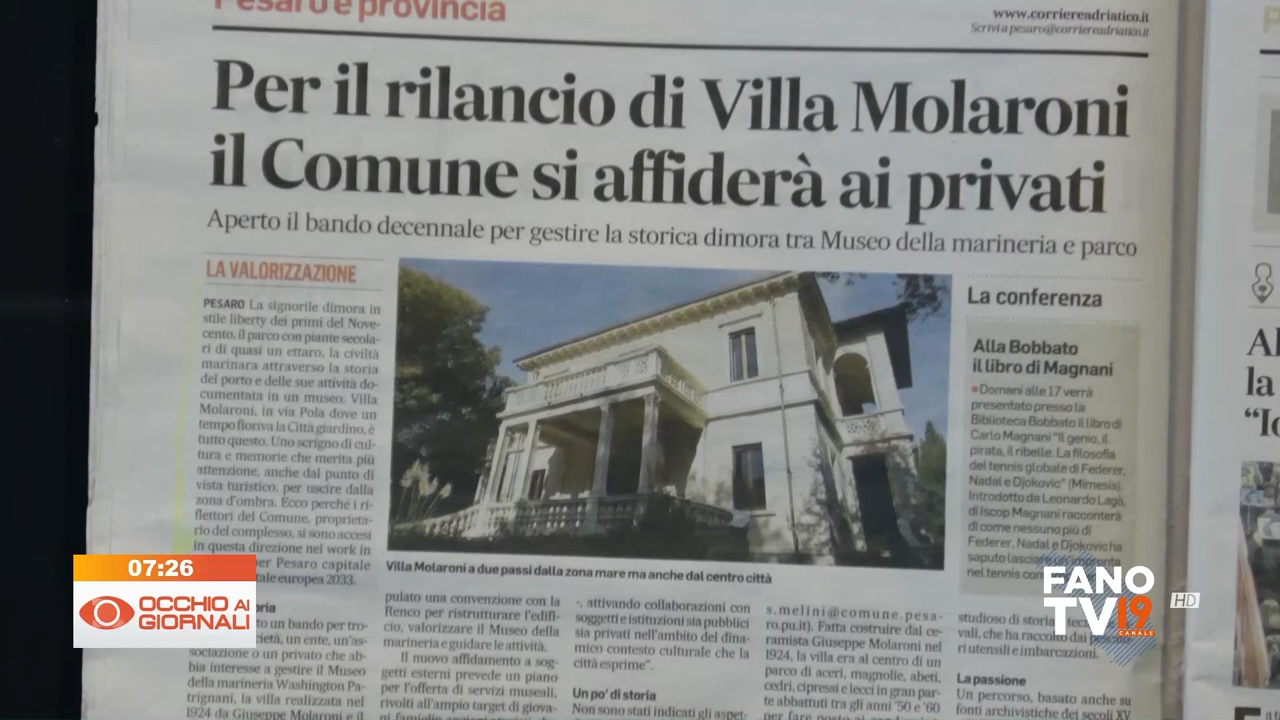 Pesaro e provincia
www.corriereadriatico.it
Scrivi a pesaro@corriereadriatico.it
Per il rilancio di Villa Molaroni
il Comune si affiderà ai privati
Aperto il bando decennale per gestire la storica dimora tra Museo della marineria e parco
LA VALORIZZAZIONE
PESARO La signorile dimora in
stile liberty dei primi del Nove-
cento, il parco con piante secola-
ri di quasi un ettaro, la civiltà
marinara attraverso la storia
del porto e delle sue attività do-
cumentata in un museo. Villa
Molaroni, in via Pola dove un
tempo fioriva la Città giardino, è
tutto questo. Uno scrigno di cul-
tura e memorie che merita più
attenzione, anche dal punto di
vista turistico, per uscire dalla
zona d'ombra. Ecco perché i ri-
flettori del Comune, proprieta-
rio del complesso, si sono accesi
in questa direzione nel work in
per Pesaro capitale
tale europea 2033.
Villa Molaroni a due passi dalla zona mare ma anche dal centro città
La conferenza
Alla Bobbato
il libro di Magnani
Domani alle 17 verrà
presentato presso la
Biblioteca Bobbato il libro di
Carlo Magnani "Il genio, il
pirata, il ribelle. La filosofia
del tennis globale di Federer,
Nadal e Djokovic" (Mimesis).
Introdotto da Leonardo Lagò,
di Iscop Magnani racconterà
di come nessuno più di
Federer, Nadal e Djokovic ha
saputo lasciare un'impronta
nel tennis
oria
o un bando per tro-
cietà, un ente, un'as-
sociazione o un privato che ab-
bia interesse a gestire il Museo
della marineria Washington Pa-
trignani, la villa realizzata nel
1924 da Giuseppe Molaroni e il
pulato una convenzione con la
Renco per ristrutturare l'edifi-
cio, valorizzare il Museo della
marineria e guidare le attività.
Il nuovo affidamento a sog-
getti esterni prevede un piano
per l'offerta di servizi museali,
rivolti all'ampio target di giova-
, attivando collaborazioni con
soggetti e istituzioni sia pubblici
sia privati nell'ambito del dina-
mico contesto culturale che la
città esprime".
Un po' di storia
Non sono stati indicati gli aspet-
s.melini@comune.pesa-
ro.pu.it). Fatta costruire dal ce-
ramista Giuseppe Molaroni nel
1924, la villa era al centro di un
parco di aceri, magnolie, abeti,
cedri, cipressi e lecci in gran par-
te abbattuti tra gli anni '50 e '60
per fare posto
studioso di storia
vali, che ha raccolto dai
ri utensili e imbarcazioni.
La passione
Un percorso, basato anche su
fonti archivistiche dei secoli XV
la
07:26
OCCHIO AI
GIORNALI
FANO
TV19
CANALE
HD